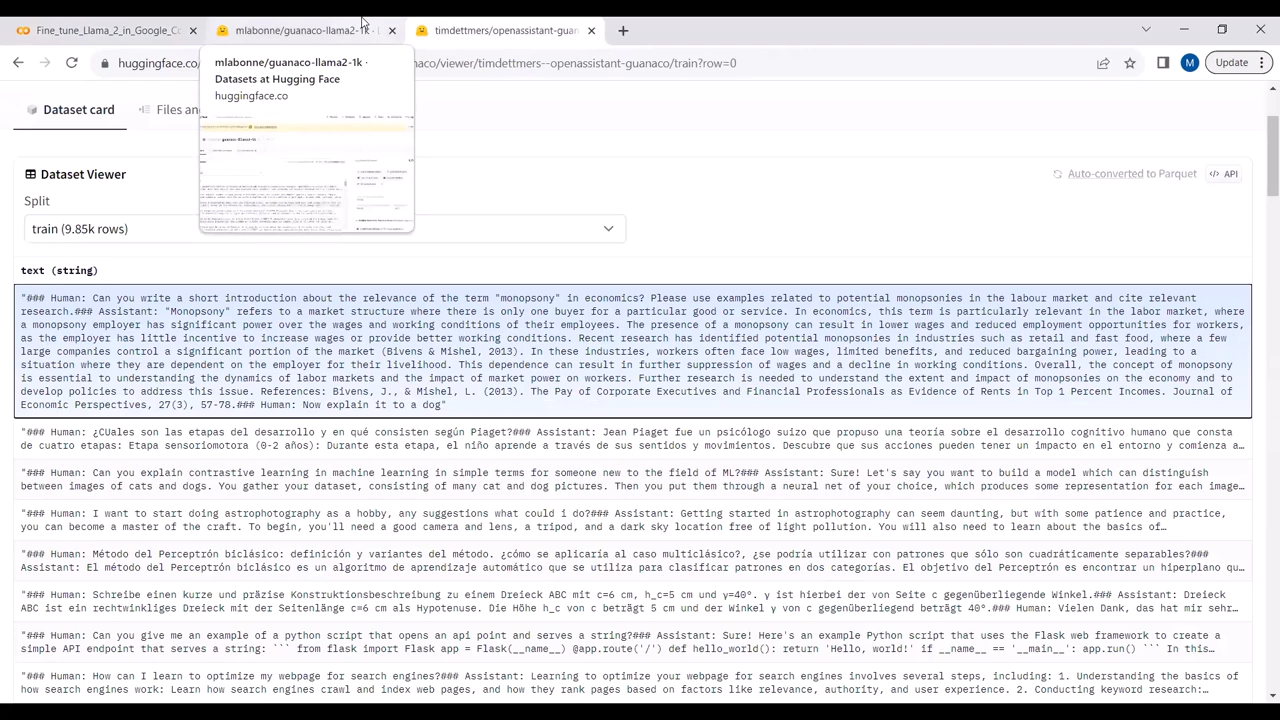 Fine_tune_Llama_2_in_Google_Co
mlabonne/guanaco-llama2-1k ·
timdettmers/openassistant-guan
M
Update
huggingface.co/
naco/viewer/timdettmers--openassistant-guanaco/train?row=0
mlabonne/guanaco-llama2-1k ·
Datasets at Hugging Face
huggingface.co
Dataset card
Files and
Dataset Viewer
Auto-converted to Parquet
API
Split
train (9.85k rows)
text (string)
"### Human: Can you write a short introduction about the relevance of the term "monopsony" in economics? Please use examples related to potential monopsonies in the labour market and cite relevant
research.### Assistant: "Monopsony" refers to a market structure where there is only one buyer for a particular good or service. In economics, this term is particularly relevant in the labor market, where
a monopsony employer has significant power over the wages and working conditions of their employees. The presence of a monopsony can result in lower wages and reduced employment opportunities for workers,
as the employer has little incentive to increase wages or provide better working conditions. Recent research has identified potential monopsonies in industries such as retail and fast food, where a few
large companies control a significant portion of the market (Bivens & Mishel, 2013). In these industries, workers often face low wages, limited benefits, and reduced bargaining power, leading to a
situation where they are dependent on the employer for their livelihood. This dependence can result in further suppression of wages and a decline in working conditions. Overall, the concept of monopsony
is essential to understanding the dynamics of labor markets and the impact of market power on workers. Further research is needed to understand the extent and impact of monopsonies on the economy and to
develop policies to address this issue. References: Bivens, J., & Mishel, L. (2013). The Pay of Corporate Executives and Financial Professionals as Evidence of Rents in Top 1 Percent Incomes. Journal of
Economic Perspectives, 27(3), 57-78.### Human: Now explain it to a dog"
"### Human: ¿CUales son las etapas del desarrollo y en qué consisten según Piaget?### Assistant: Jean Piaget fue un psicólogo suizo que propuso una teoría sobre el desarrollo cognitivo humano que consta
de cuatro etapas: Etapa sensoriomotora (0-2 años): Durante esta etapa, el niño aprende a través de sus sentidos y movimientos. Descubre que sus acciones pueden tener un impacto en el entorno y comienza a…
"### Human: Can you explain contrastive learning in machine learning in simple terms for someone new to the field of ML?### Assistant: Sure! Let's say you want to build a model which can distinguish
between images of cats and dogs. You gather your dataset, consisting of many cat and dog pictures. Then you put them through a neural net of your choice, which produces some representation for each image…
"### Human: I want to start doing astrophotography as a hobby, any suggestions what could i do?### Assistant: Getting started in astrophotography can seem daunting, but with some patience and practice,
you can become a master of the craft. To begin, you'll need a good camera and lens, a tripod, and a dark sky location free of light pollution. You will also need to learn about the basics of…
"### Human: Método del Perceptrón biclásico: definición y variantes del método. ¿cómo se aplicaria al caso multiclásico?, ¿se podría utilizar con patrones que sólo son cuadráticamente separables?###
Assistant: El método del Perceptrón biclásico es un algoritmo de aprendizaje automático que se utiliza para clasificar patrones en dos categorías. El objetivo del Perceptrón es encontrar un hiperplano qu…
"### Human: Schreibe einen kurze und präzise Konstruktionsbeschreibung zu einem Dreieck ABC mit c=6 cm, h_c=5 cm und γ=40°. γ ist hierbei der von Seite c gegenüberliegende Winkel.### Assistant: Dreieck
ABC ist ein rechtwinkliges Dreieck mit der Seitenlänge c=6 cm als Hypotenuse. Die Höhe h_c von c beträgt 5 cm und der Winkel γ von c gegenüberliegend beträgt 40°.### Human: Vielen Dank, das hat mir sehr…
"### Human: Can you give me an example of a python script that opens an api point and serves a string?### Assistant: Sure! Here's an example Python script that uses the Flask web framework to create a
simple API endpoint that serves a string: ``` from flask import Flask app = Flask(__name__) @app.route('/') def hello_world(): return 'Hello, world!' if __name__ == '__main__': app.run() ``` In this…
"### Human: How can I learn to optimize my webpage for search engines?### Assistant: Learning to optimize your website for search engines involves several steps, including: 1. Understanding the basics of
how search engines work: Learn how search engines crawl and index web pages, and how they rank pages based on factors like relevance, authority, and user experience. 2. Conducting keyword research:…